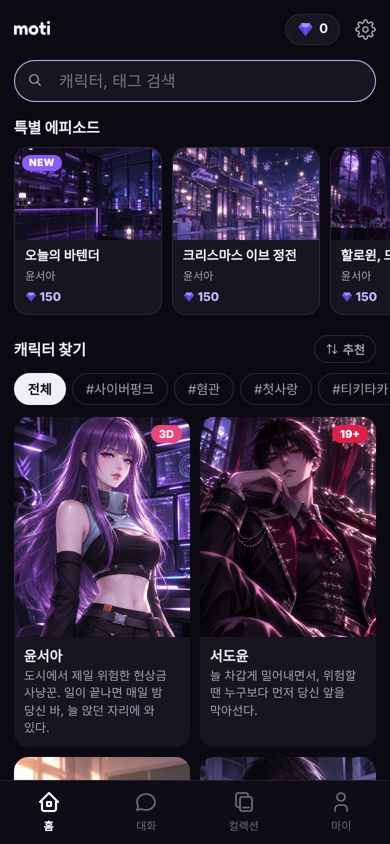 moti
0
캐릭터, 태그 검색
특별 에피소드
NEW
오늘의 바텐더
윤서아
150
크리스마스 이브 정전
윤서아
150
할로윈,
윤서아
150
캐릭터 찾기
추천
전체
#사이버펑크
#혐관
#첫사랑
#티키타카
3D
19+
윤서아
도시에서 제일 위험한 현상금
사냥꾼. 일이 끝나면 매일 밤
당신 바, 늘 앉던 자리에 와
있다.
서도윤
늘 차갑게 밀어내면서, 위험할
땐 누구보다 먼저 당신 앞을
막아선다.
홈
대화
컬렉션
마이